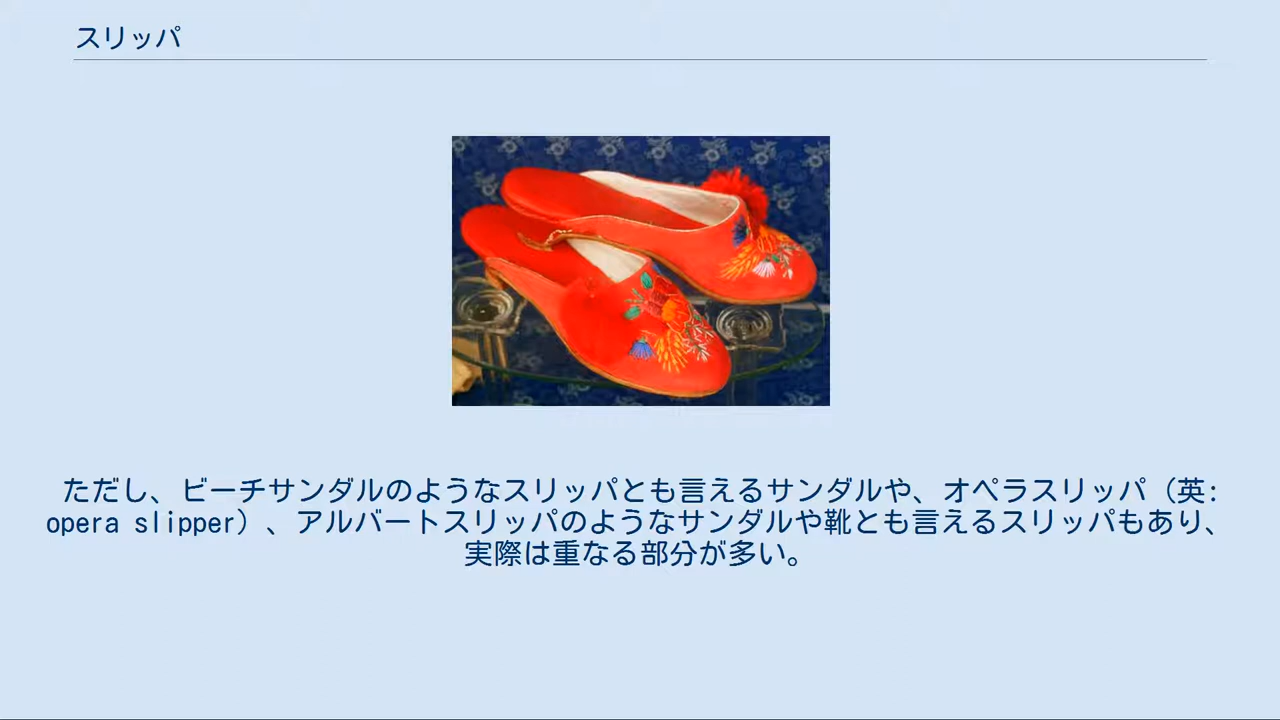 スリッパ
ただし、ビーチサンダルのようなスリッパとも言えるサンダルや、オペラスリッパ（英:
opera slipper）、アルバートスリッパのようなサンダルや靴とも言えるスリッパもあり、
実際は重なる部分が多い。